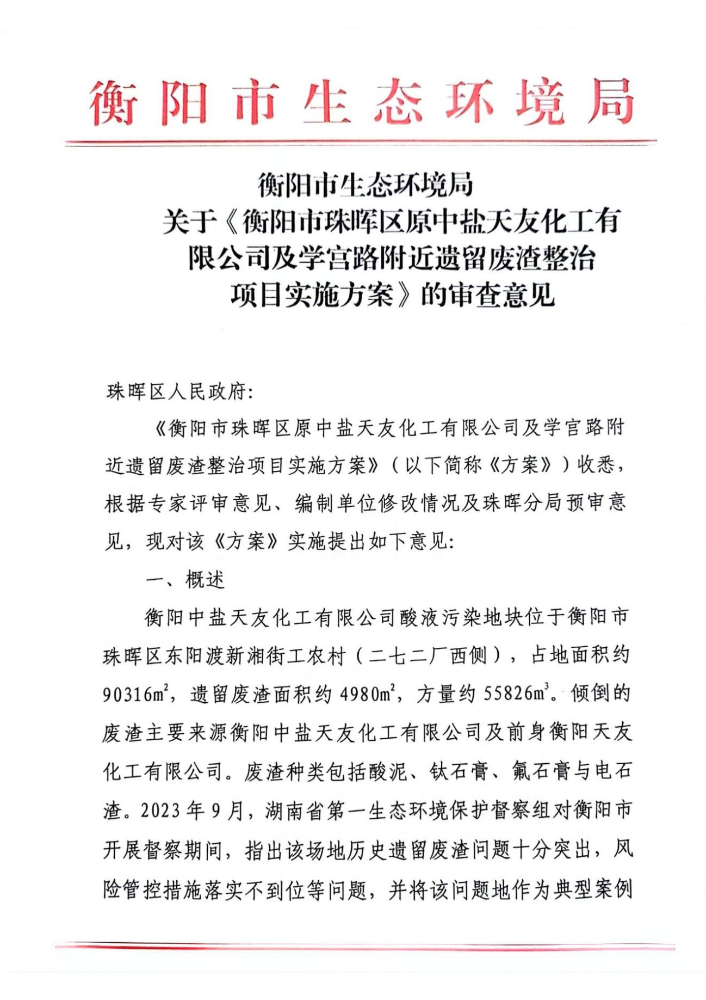 衡阳市生态环境局
衡阳市生态环境局
关于《衡阳市珠晖区原中盐天友化工有
限公司及学宫路附近遗留废渣整治
项目实施方案》的审查意见
珠晖区人民政府：
《衡阳市珠晖区原中盐天友化工有限公司及学宫路附
近遗留废渣整治项目实施方案》（以下简称《方案》）收悉，
根据专家评审意见、编制单位修改情况及珠晖分局预审意
见，现对该《方案》实施提出如下意见：
一、概述
衡阳中盐天友化工有限公司酸液污染地块位于衡阳市
珠晖区东阳渡新湘街工农村（二七二厂西侧），占地面积约
90316m²，遗留废渣面积约 4980m²，方量约 55826m³。倾倒的
废渣主要来源衡阳中盐天友化工有限公司及前身衡阳天友
化工有限公司。废渣种类包括酸泥、钛石膏、氟石膏与电石
渣。2023 年 9 月，湖南省第一生态环境保护督察组对衡阳市
开展督察期间，指出该场地历史遗留废渣问题十分突出，风
险管控措施落实不到位等问题，并将该问题地作为典型案例